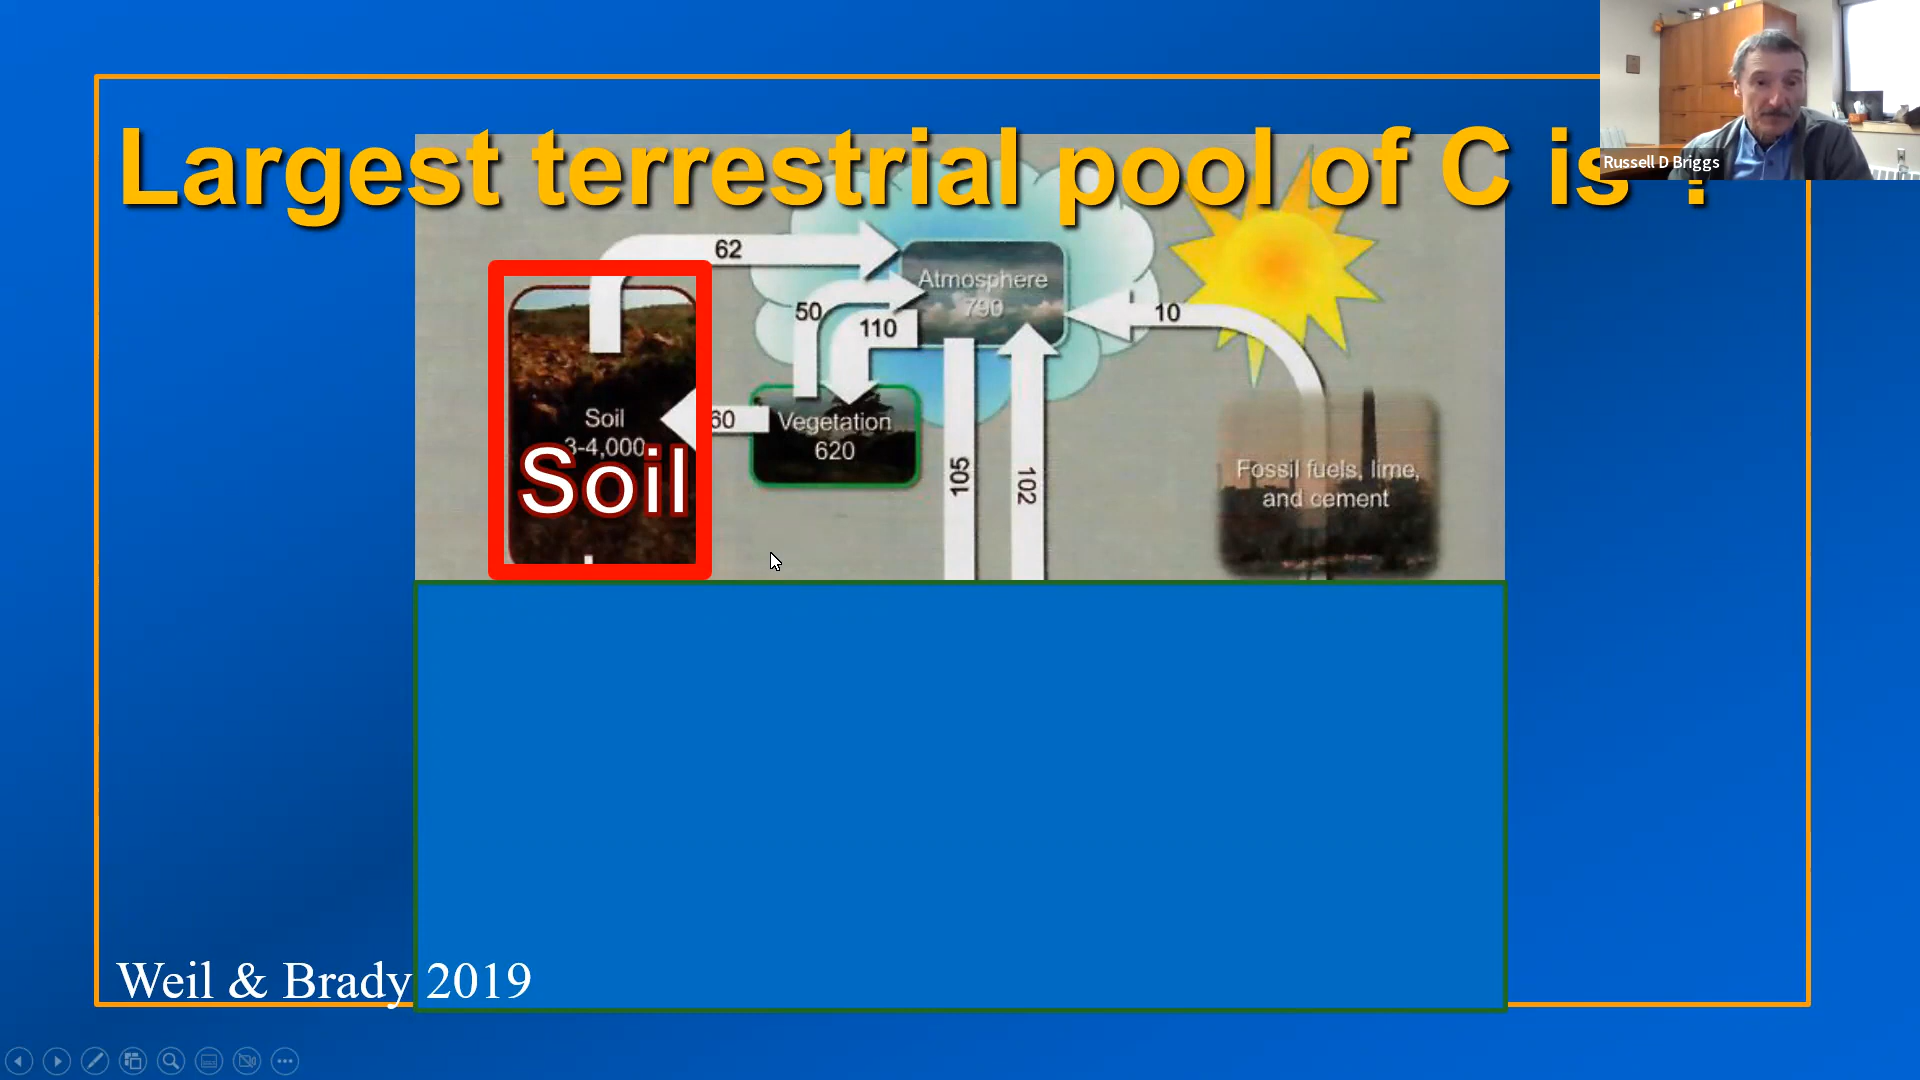 Largest terrestrial pool of C is ?
Russell D Briggs
62
Atmosphere
790
50
110
10
Soil
3-4,000
Soil
60
Vegetation
620
105
102
Fossil fuels, lime,
and cement
Weil & Brady 2019